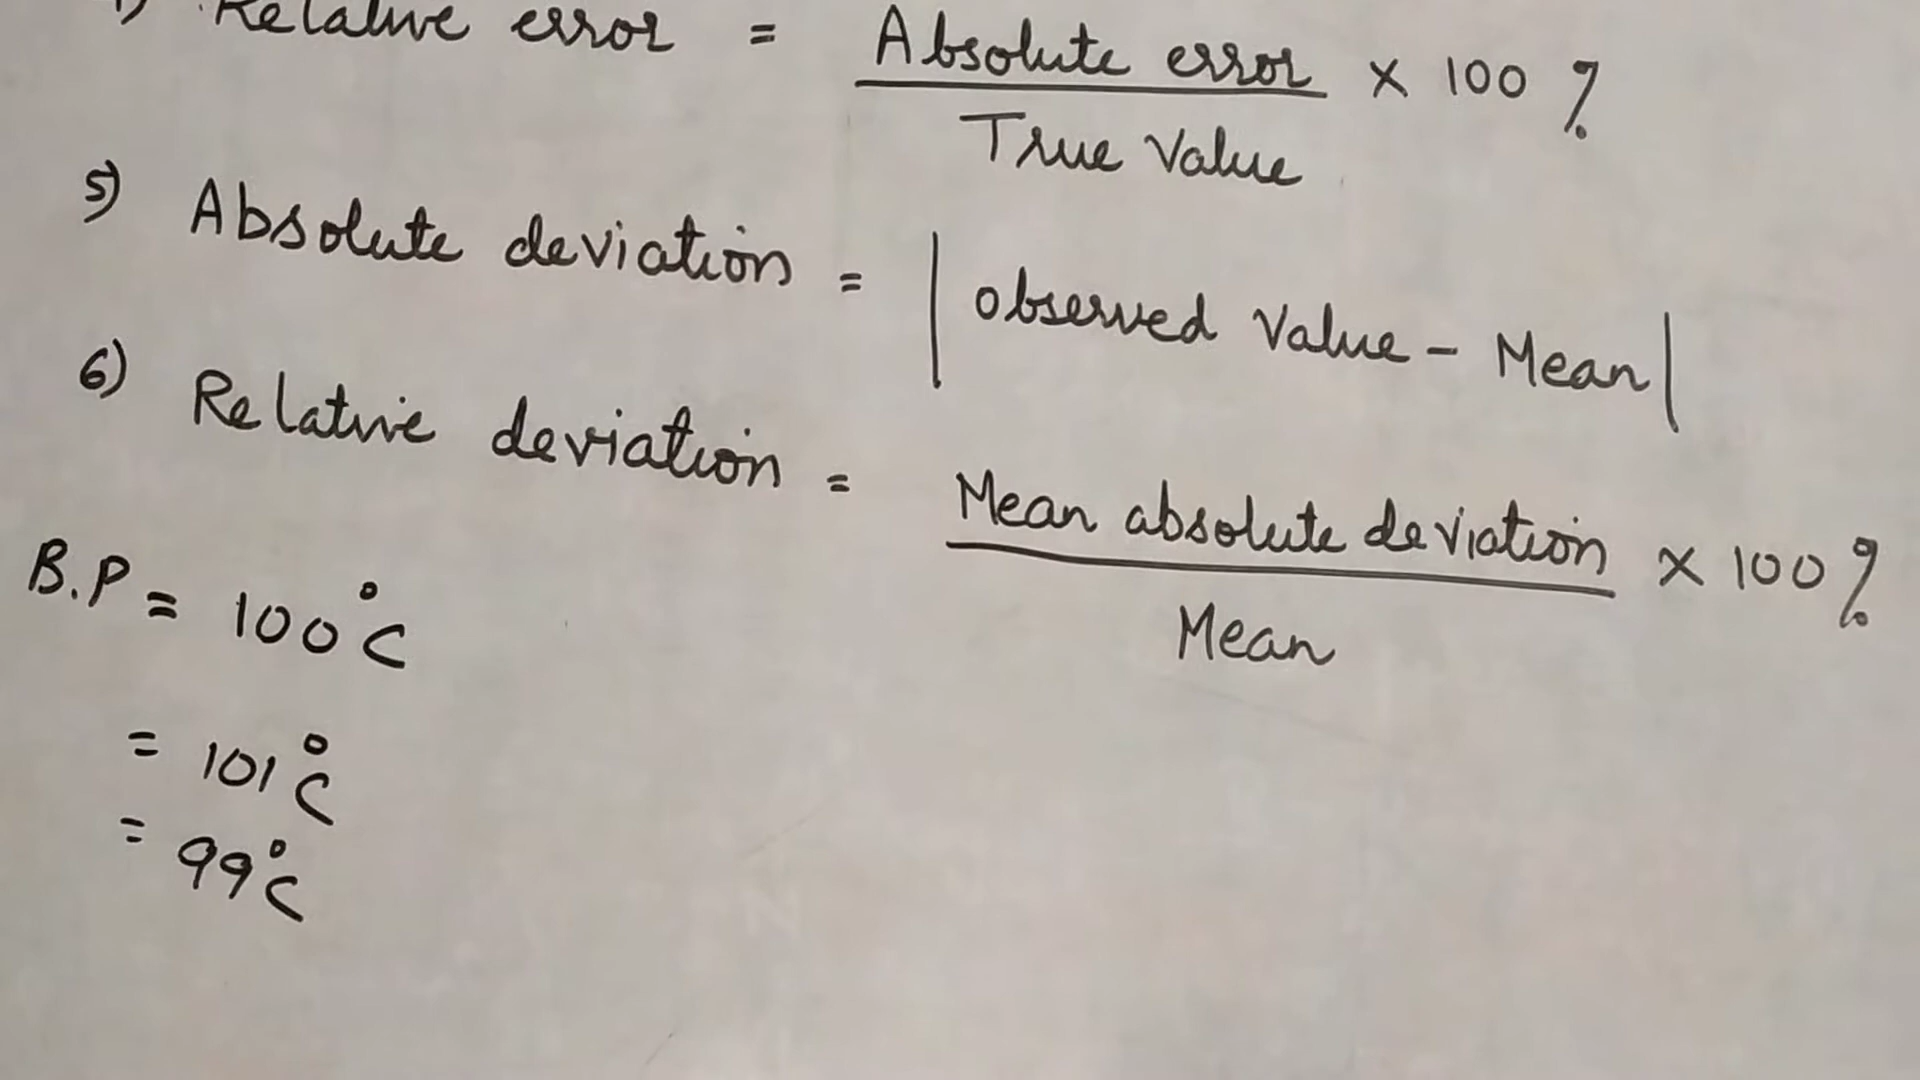 4) Relative error = Absolute error × 100 %
True Value
5) Absolute deviation = | observed Value - Mean |
6) Relative deviation = Mean absolute deviation × 100 %
Mean
B.P = 100°C
= 101°C
= 99°C